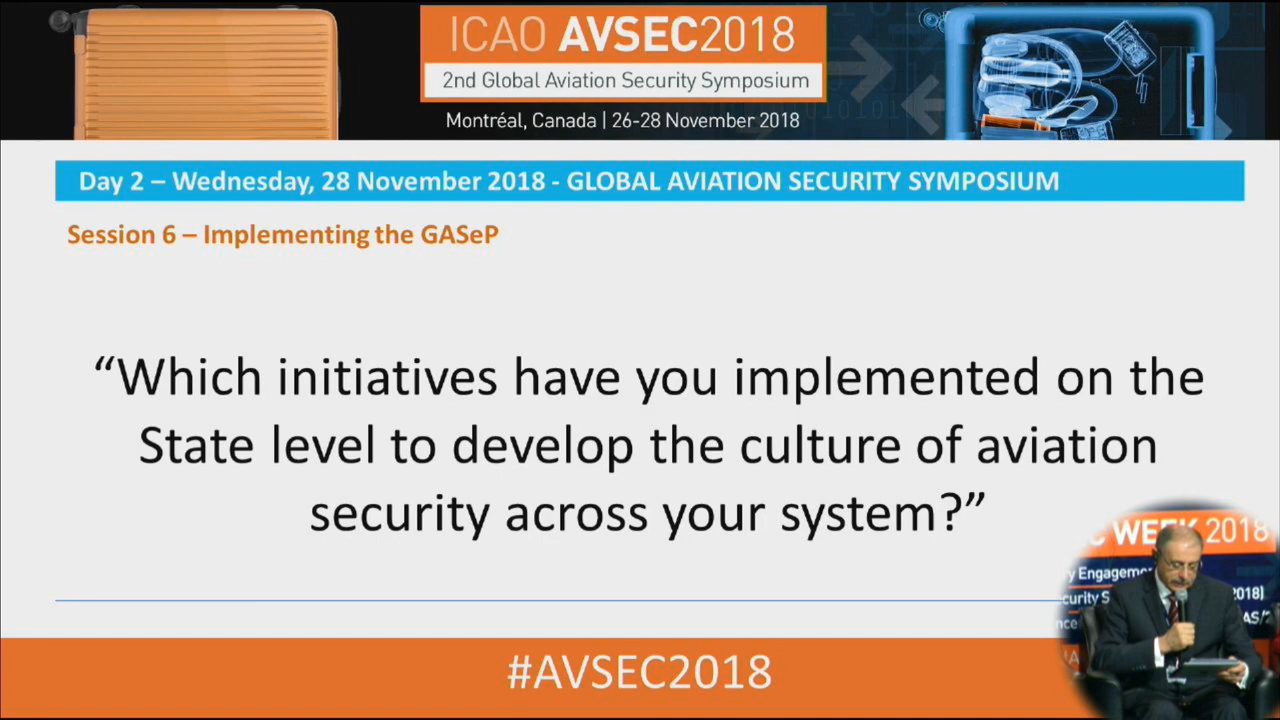 ICAO AVSEC2018
2nd Global Aviation Security Symposium
Montréal, Canada | 26-28 November 2018
Day 2 – Wednesday, 28 November 2018 - GLOBAL AVIATION SECURITY SYMPOSIUM
Session 6 – Implementing the GASeP
“Which initiatives have you implemented on the
State level to develop the culture of aviation
security across your system?”
WEEK 2018
2018)
#AVSEC2018